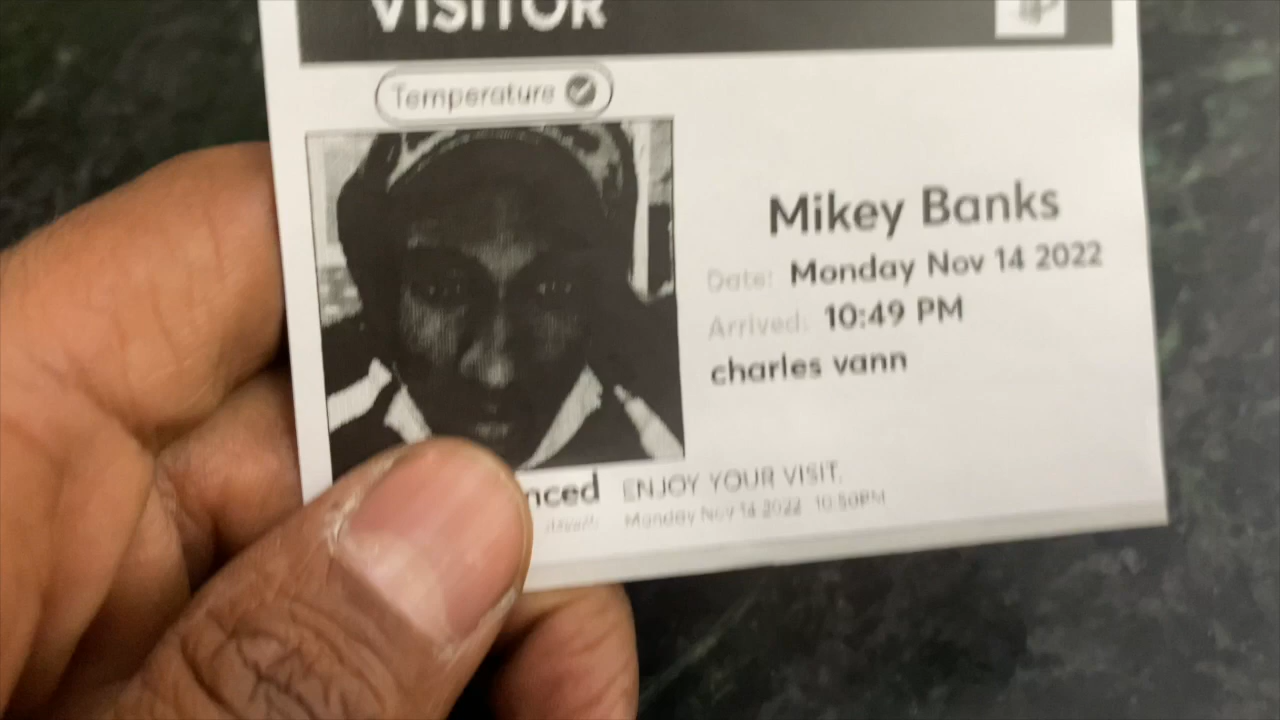 VISITOR
Temperature
Mikey Banks
Date: Monday Nov 14 2022
Arrived: 10:49 PM
charles vann
nced ENJOY YOUR VISIT.
Monday Nov 14 2022 10:50PM